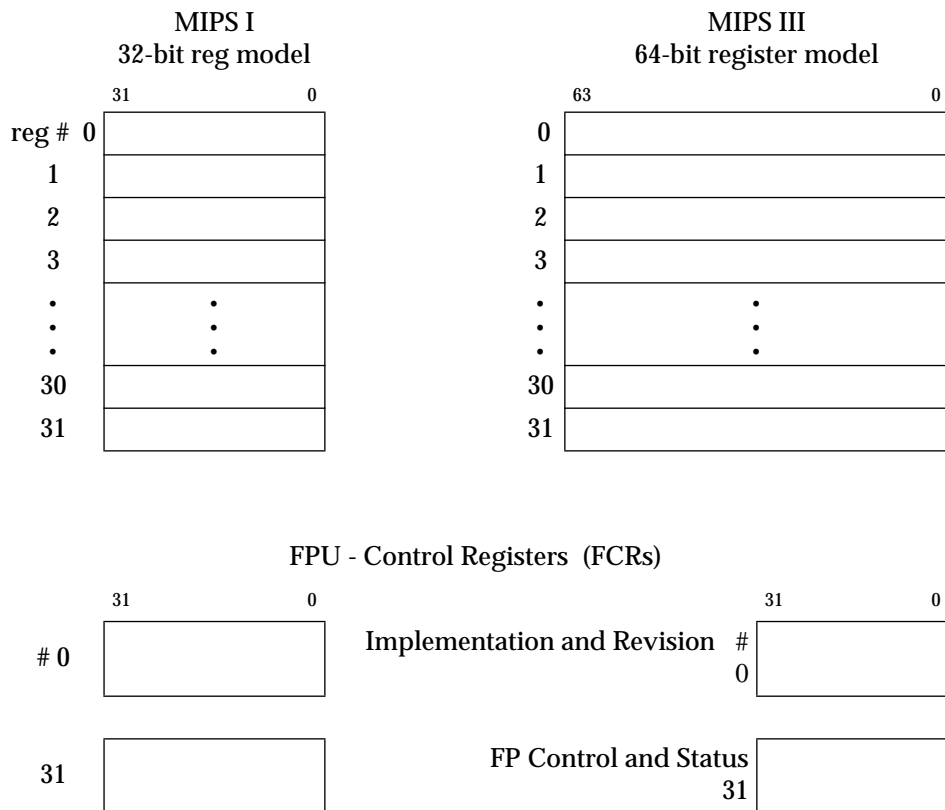 MIPS I
32-bit reg model
MIPS III
64-bit register model
31 0
63 0
reg # 0
0
1
1
2
2
3
3
30
30
31
31
FPU - Control Registers (FCRs)
31 0
31 0
# 0
Implementation and Revision #
0
31
FP Control and Status
31